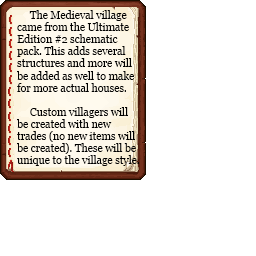 The Medieval village
came from the Ultimate
Edition #2 schematic
pack. This adds several
structures and more will
be added as well to make
for more actual houses.
Custom villagers will
be created with new
trades (no new items will
be created). These will be
unique to the village style